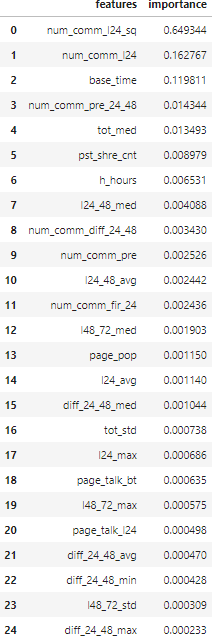 features importance
0 num_comm_l24_sq 0.649344
1 num_comm_l24 0.162767
2 base_time 0.119811
3 num_comm_pre_24_48 0.014344
4 tot_med 0.013493
5 pst_shre_cnt 0.008979
6 h_hours 0.006531
7 l24_48_med 0.004088
8 num_comm_diff_24_48 0.003430
9 num_comm_pre 0.002526
10 l24_48_avg 0.002442
11 num_comm_fir_24 0.002436
12 l48_72_med 0.001903
13 page_pop 0.001150
14 l24_avg 0.001140
15 diff_24_48_med 0.001044
16 tot_std 0.000738
17 l24_max 0.000686
18 page_talk_bt 0.000635
19 l48_72_max 0.000575
20 page_talk_l24 0.000498
21 diff_24_48_avg 0.000470
22 diff_24_48_min 0.000428
23 l48_72_std 0.000309
24 diff_24_48_max 0.000233